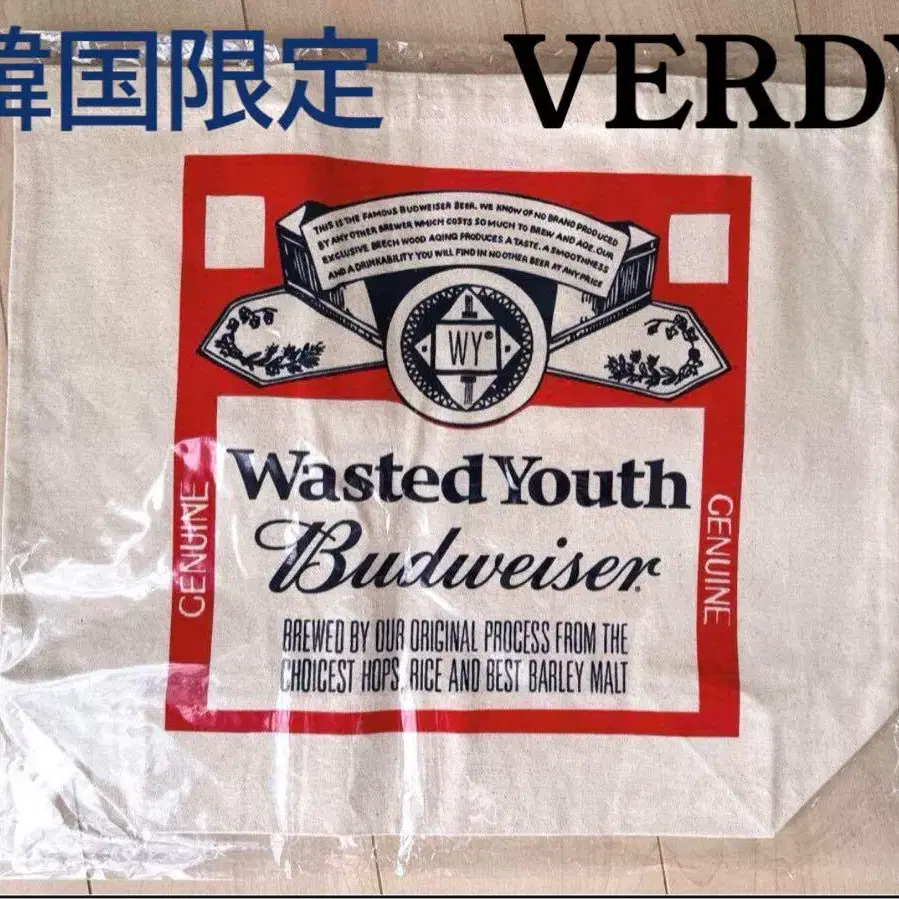 韓国限定 VERDY
THIS IS THE FAMOUS BUDWEISER BEER. WE KNOW OF NO BRAND PRODUCED
BY ANY OTHER BREWER WHICH COSTS SO MUCH TO BREW AND AGE. OUR
EXCLUSIVE BEECH WOOD AGING PRODUCES A TASTE, A SMOOTHNESS
AND A DRINKABILITY YOU WILL FIND IN NO OTHER BEER AT ANY PRICE
WY®
Wasted Youth
Budweiser®
GENUINE
GENUINE
BREWED BY OUR ORIGINAL PROCESS FROM THE
CHOICEST HOPS, RICE AND BEST BARLEY MALT